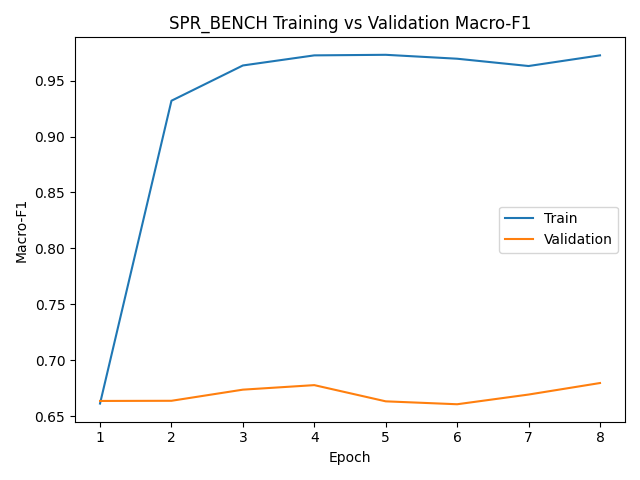 SPR_BENCH Training vs Validation Macro-F1
Macro-F1
0.95
0.90
0.85
0.80
0.75
0.70
0.65
Train
Validation
1 2 3 4 5 6 7 8
Epoch